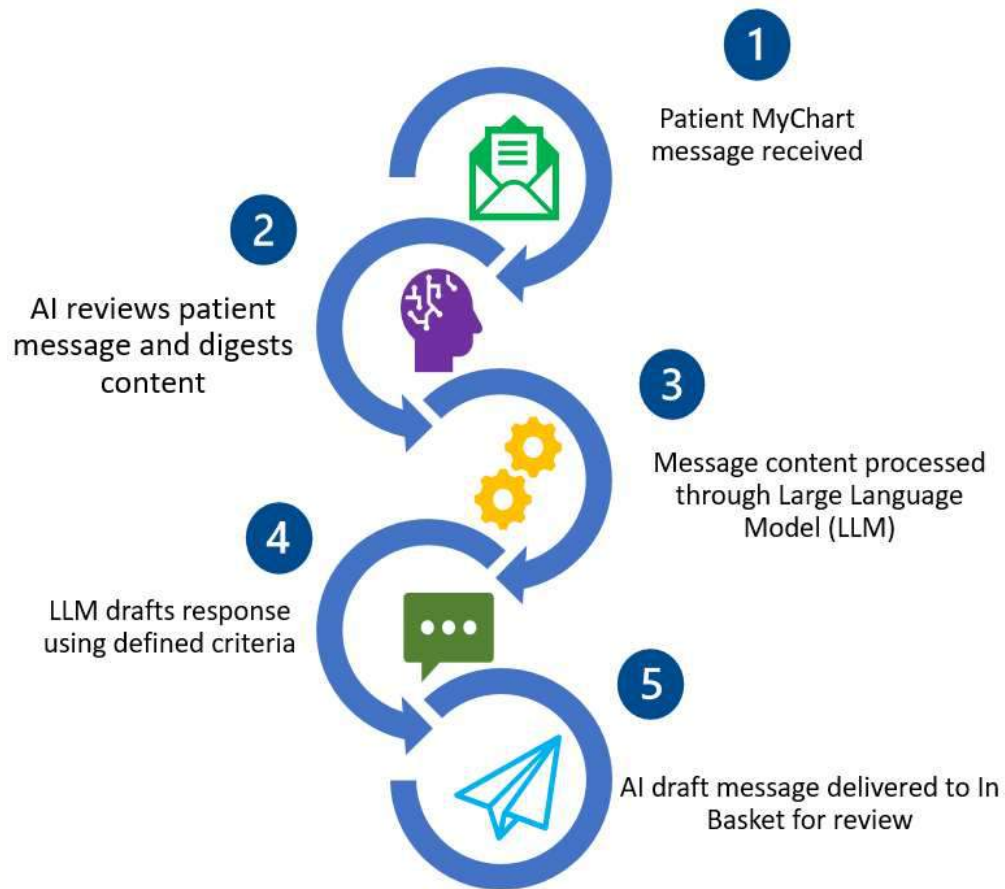 1
Patient MyChart
message received
2
AI reviews patient
message and digests
content
3
Message content processed
through Large Language
Model (LLM)
4
LLM drafts response
using defined criteria
5
AI draft message delivered to In
Basket for review